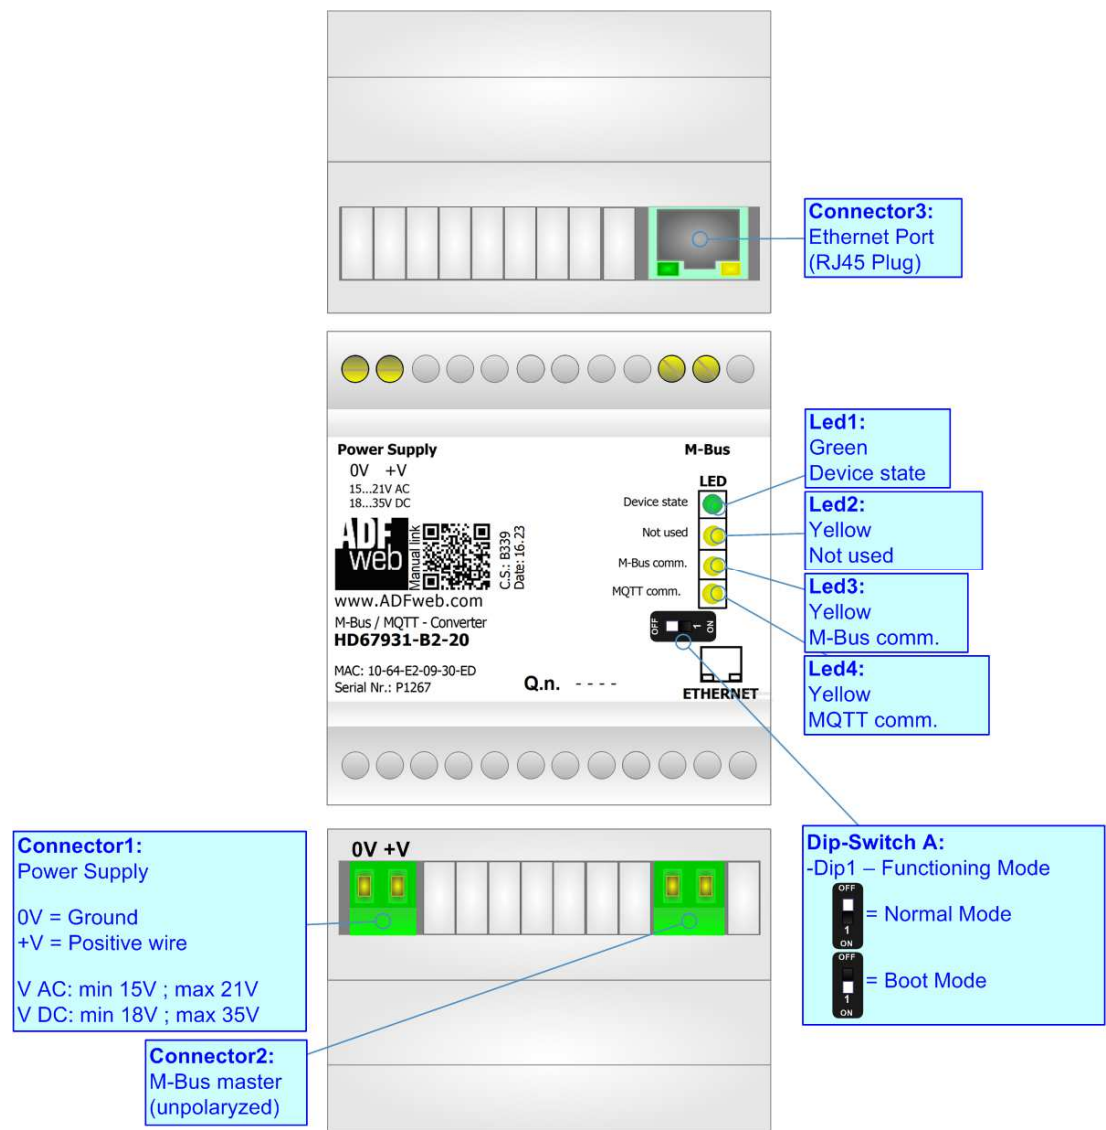 Connector3:
Ethernet Port
(RJ45 Plug)
Power Supply
0V +V
15...21V AC
18...35V DC
M-Bus
LED
Device state
Not used
M-Bus comm.
MQTT comm.
OFF
1
ON
ADF
web
Manual link
C.S.: B339
Date: 16.23
www.ADFweb.com
M-Bus / MQTT - Converter
HD67931-B2-20
MAC: 10-64-E2-09-30-ED
Serial Nr.: P1267
Q.n. - - - -
ETHERNET
Led1:
Green
Device state
Led2:
Yellow
Not used
Led3:
Yellow
M-Bus comm.
Led4:
Yellow
MQTT comm.
Connector1:
Power Supply
0V = Ground
+V = Positive wire
V AC: min 15V ; max 21V
V DC: min 18V ; max 35V
0V +V
Connector2:
M-Bus master
(unpolaryzed)
Dip-Switch A:
-Dip1 – Functioning Mode
OFF
= Normal Mode
1
ON
OFF
= Boot Mode
1
ON